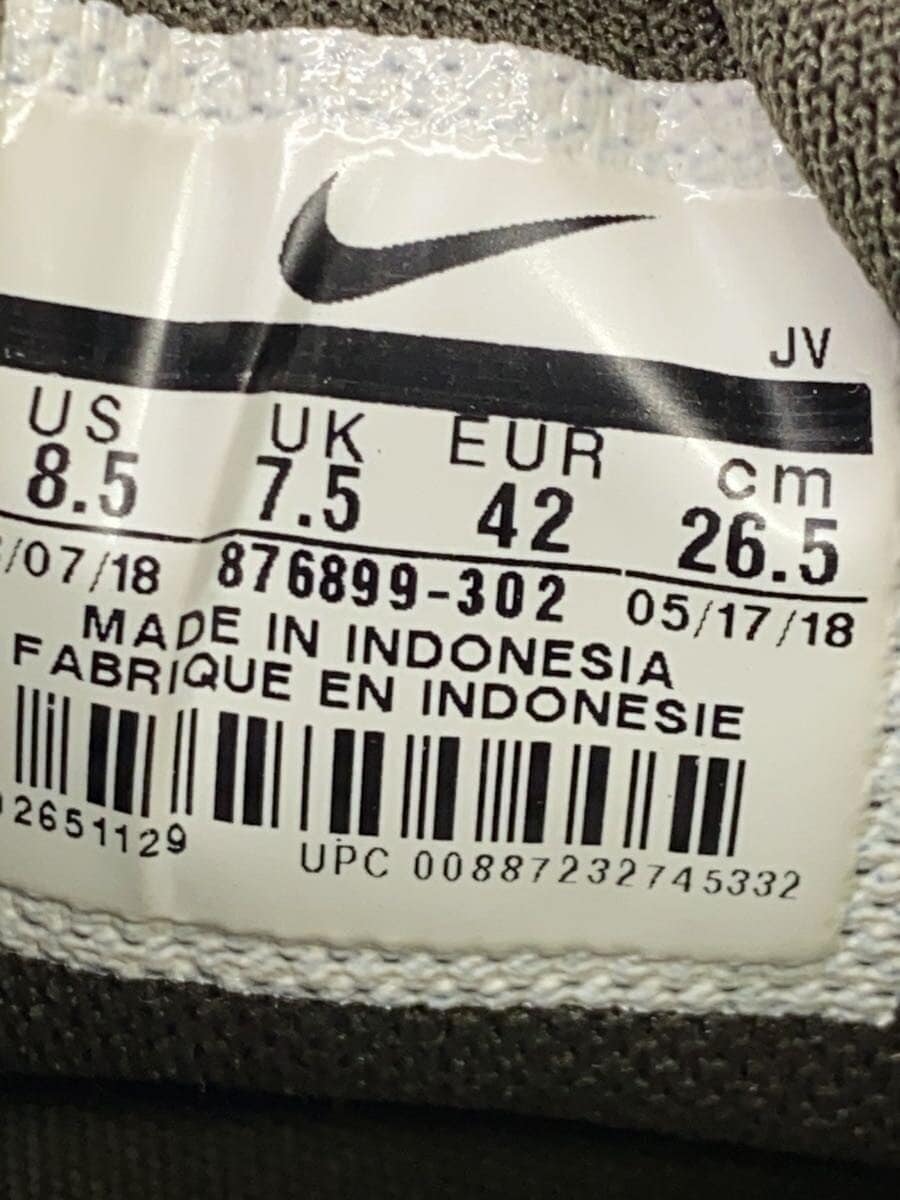 JV
US UK EUR cm
8.5 7.5 42 26.5
/07/18 876899-302 05/17/18
MADE IN INDONESIA
FABRIQUE EN INDONESIE
2651129 UPC 00887232745332